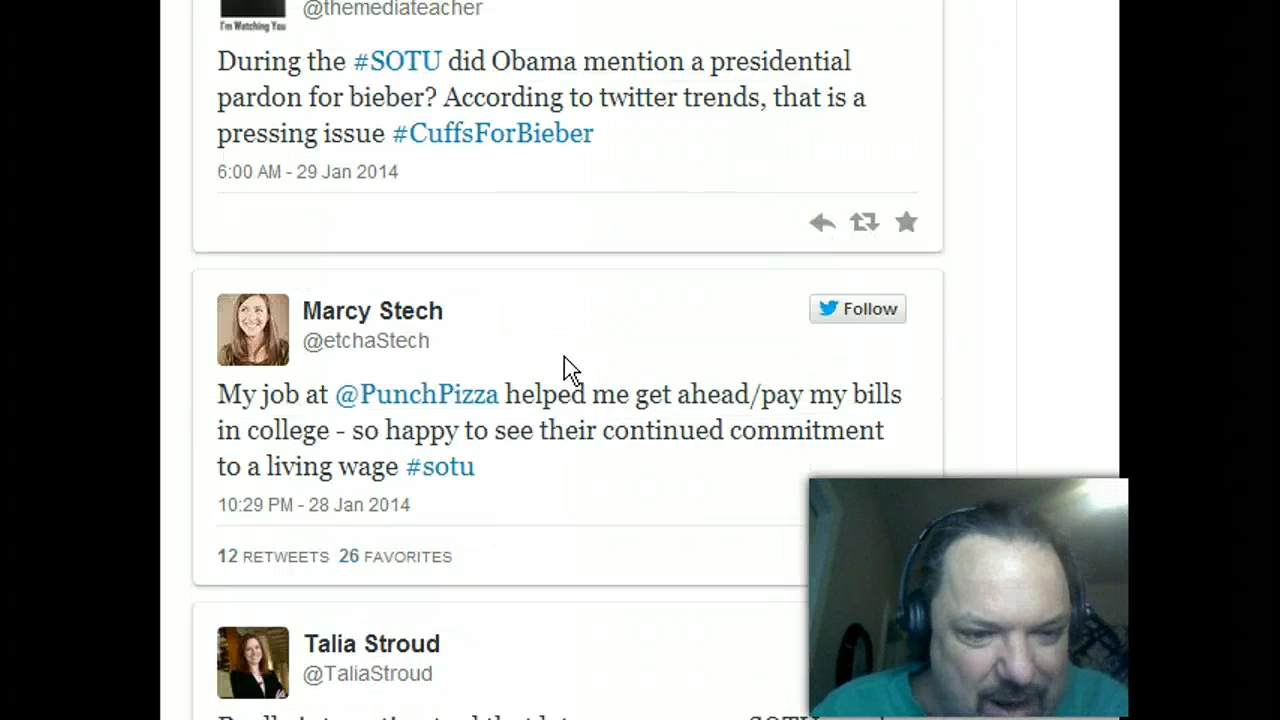 I'm Watching You
@themediateacher
During the #SOTU did Obama mention a presidential
pardon for bieber? According to twitter trends, that is a
pressing issue #CuffsForBieber
6:00 AM - 29 Jan 2014
Marcy Stech
Follow
@etchaStech
My job at @PunchPizza helped me get ahead/pay my bills
in college - so happy to see their continued commitment
to a living wage #sotu
10:29 PM - 28 Jan 2014
12 RETWEETS 26 FAVORITES
Talia Stroud
@TaliaStroud